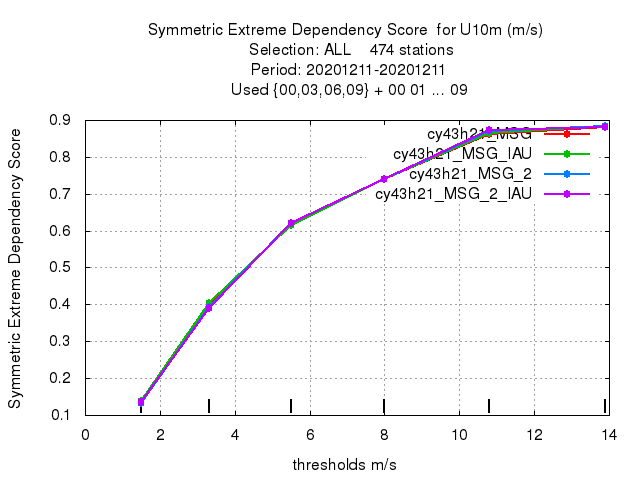 Symmetric Extreme Dependency Score for U10m (m/s)
Selection: ALL 474 stations
Period: 20201211-20201211
Used {00,03,06,09} + 00 01 ... 09
Symmetric Extreme Dependency Score
0.9
0.8
0.7
0.6
0.5
0.4
0.3
0.2
0.1
cy43h21_MSG
cy43h21_MSG_IAU
cy43h21_MSG_2
cy43h21_MSG_2_IAU
0 2 4 6 8 10 12 14
thresholds m/s